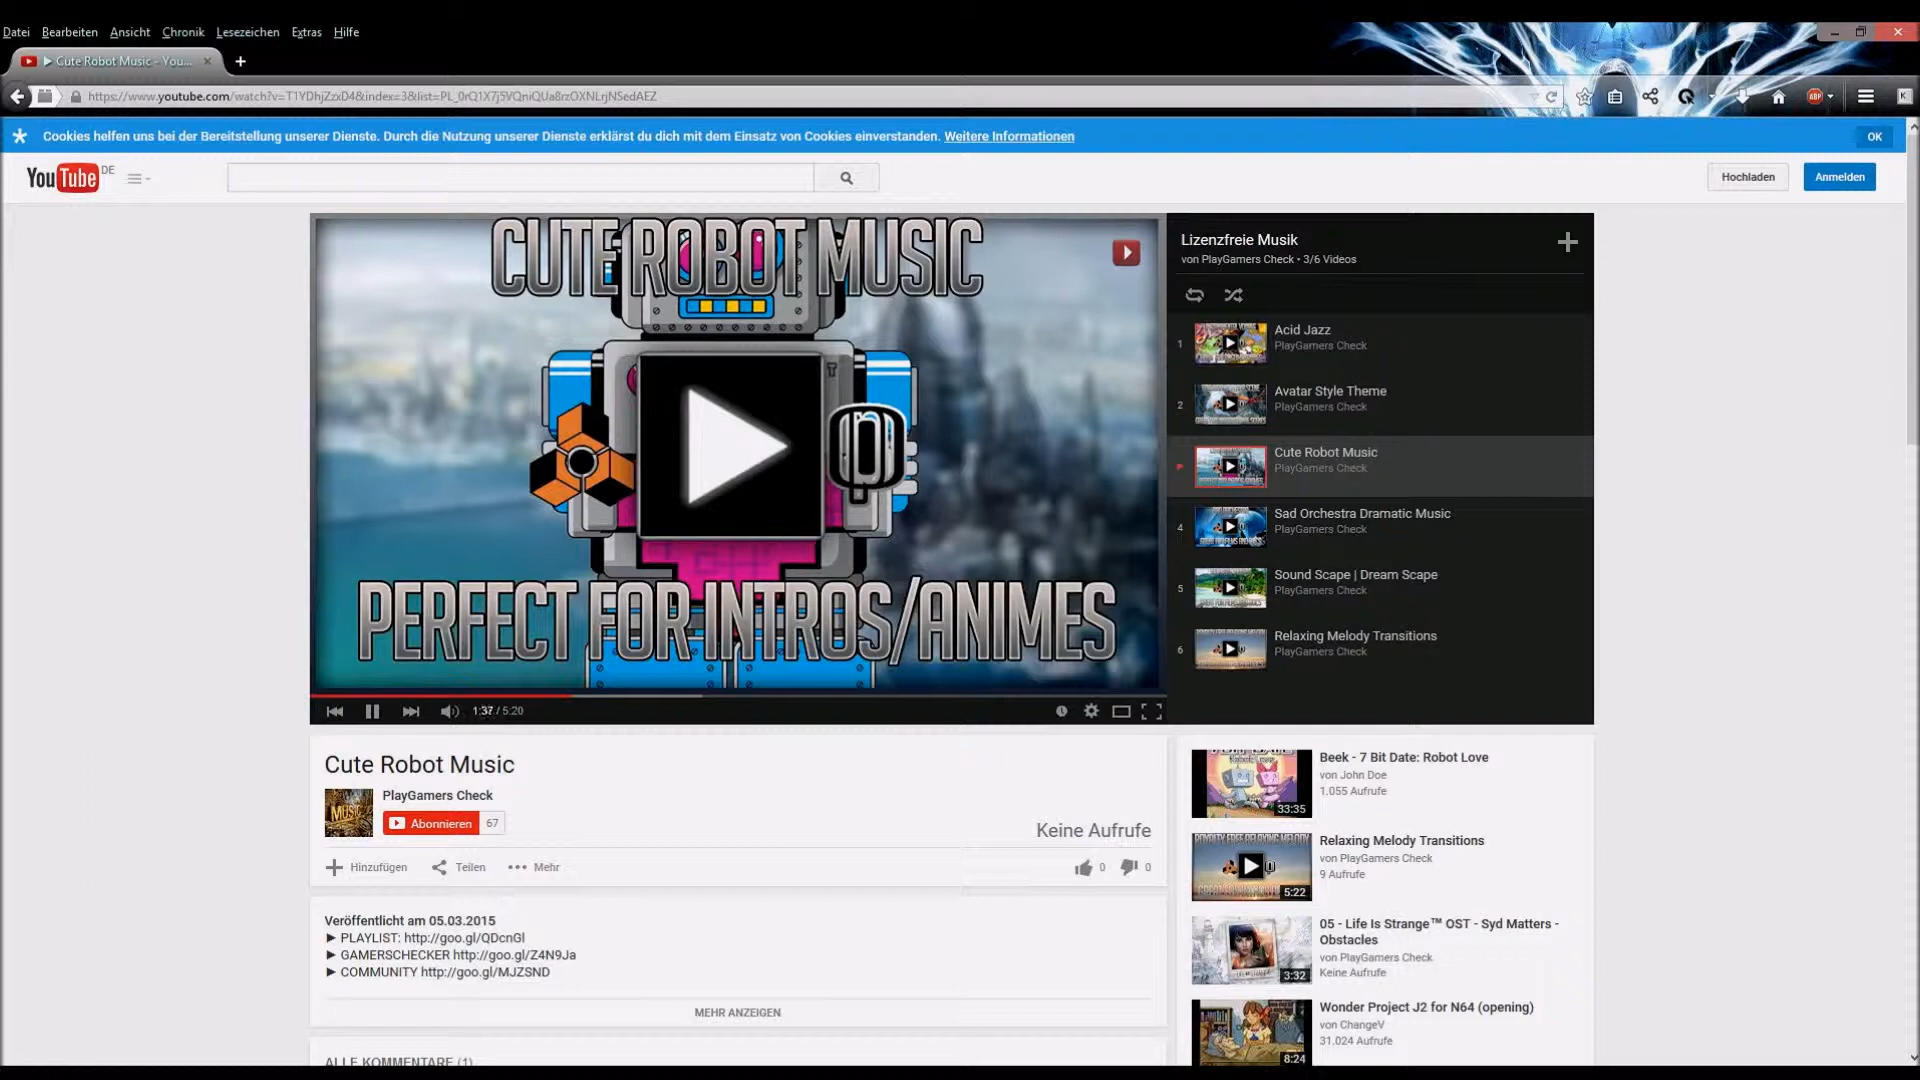 Datei Bearbeiten Ansicht Chronik Lesezeichen Extras Hilfe
Cute Robot Music - You...
https://www.youtube.com/watch?v=T1YDhjZzxD4&index=3&list=PL_0rQ1X7j5VQniQUa8rzOXNLrjNSedAEZ
ABP
K
Cookies helfen uns bei der Bereitstellung unserer Dienste. Durch die Nutzung unserer Dienste erklärst du dich mit dem Einsatz von Cookies einverstanden. Weitere Informationen
OK
YouTube DE
Hochladen
Anmelden
CUTE ROBOT MUSIC
PERFECT FOR INTROS/ANIMES
1:37 / 5:20
Lizenzfreie Musik
von PlayGamers Check • 3/6 Videos
1
Acid Jazz
PlayGamers Check
2
Avatar Style Theme
PlayGamers Check
Cute Robot Music
PlayGamers Check
4
Sad Orchestra Dramatic Music
PlayGamers Check
5
Sound Scape | Dream Scape
PlayGamers Check
6
Relaxing Melody Transitions
PlayGamers Check
Cute Robot Music
MUSIC
PlayGamers Check
Abonnieren 67
Keine Aufrufe
Hinzufügen Teilen Mehr
0 0
Veröffentlicht am 05.03.2015
► PLAYLIST: http://goo.gl/QDcnGl
► GAMERSCHECKER http://goo.gl/Z4N9Ja
► COMMUNITY http://goo.gl/MJZSND
MEHR ANZEIGEN
ALLE KOMMENTARE (1)
Beek - 7 Bit Date: Robot Love
von John Doe
1.055 Aufrufe
33:35
Relaxing Melody Transitions
von PlayGamers Check
9 Aufrufe
ROYALTY FREE RELAXING MELODY
5:22
05 - Life Is Strange™ OST - Syd Matters -
Obstacles
von PlayGamers Check
Keine Aufrufe
3:32
Wonder Project J2 for N64 (opening)
von ChangeV
31.024 Aufrufe
8:24